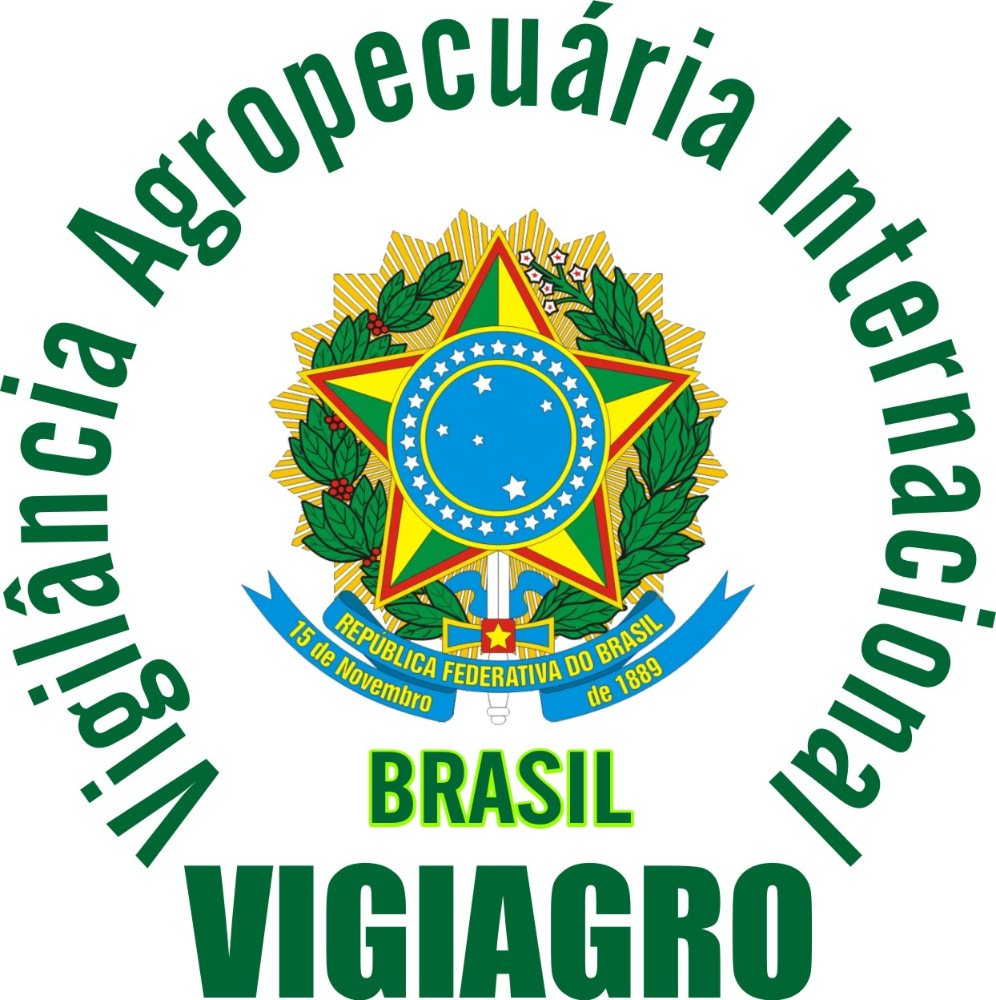 Vigilância Agropecuária Internacional
REPÚBLICA FEDERATIVA DO BRASIL
15 de Novembro de 1889
BRASIL
VIGIAGRO